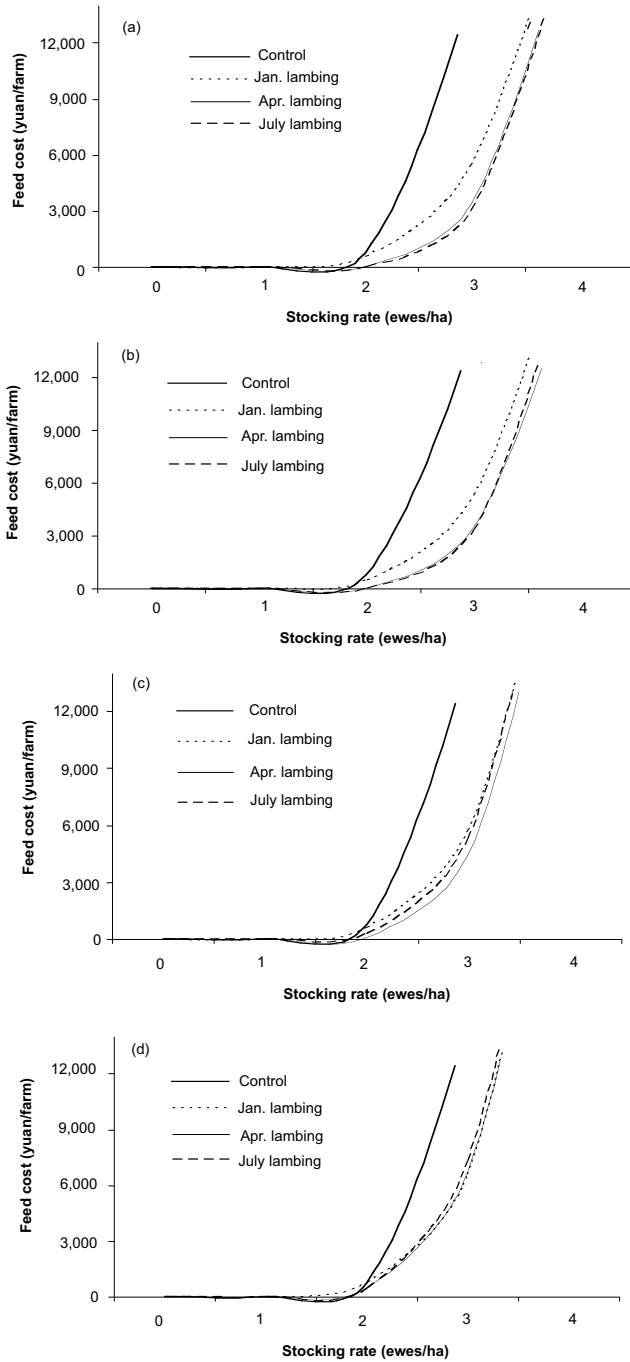 (a)
Control
Jan. lambing
Apr. lambing
July lambing
Feed cost (yuan/farm)
12,000
9,000
6,000
3,000
0
0 1 2 3 4
Stocking rate (ewes/ha)
(b)
Control
Jan. lambing
Apr. lambing
July lambing
Feed cost (yuan/farm)
12,000
9,000
6,000
3,000
0
0 1 2 3 4
Stocking rate (ewes/ha)
(c)
Control
Jan. lambing
Apr. lambing
July lambing
Feed cost (yuan/farm)
12,000
9,000
6,000
3,000
0
0 1 2 3 4
Stocking rate (ewes/ha)
(d)
Control
Jan. lambing
Apr. lambing
July lambing
Feed cost (yuan/farm)
12,000
9,000
6,000
3,000
0
0 1 2 3 4
Stocking rate (ewes/ha)